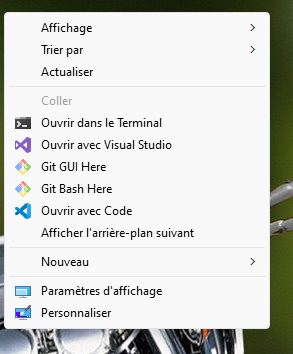 Affichage
Trier par
Actualiser
Coller
Ouvrir dans le Terminal
Ouvrir avec Visual Studio
Git GUI Here
Git Bash Here
Ouvrir avec Code
Afficher l'arrière-plan suivant
Nouveau
Paramètres d'affichage
Personnaliser